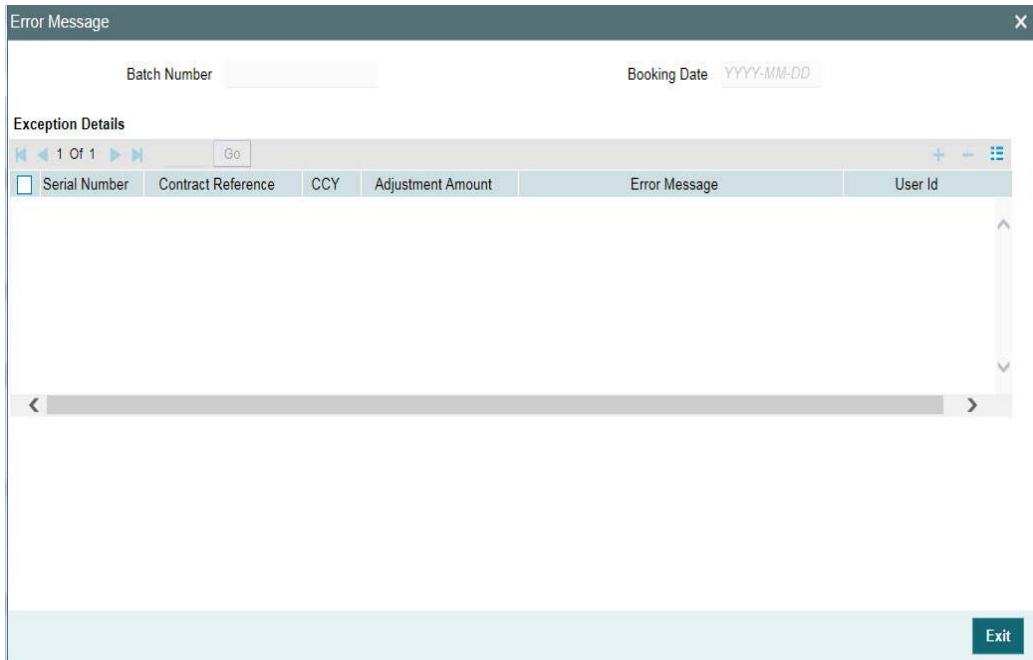 Error Message
Batch Number
Booking Date YYYY-MM-DD
Exception Details
1 Of 1 Go
Serial Number Contract Reference CCY Adjustment Amount Error Message User Id
Exit